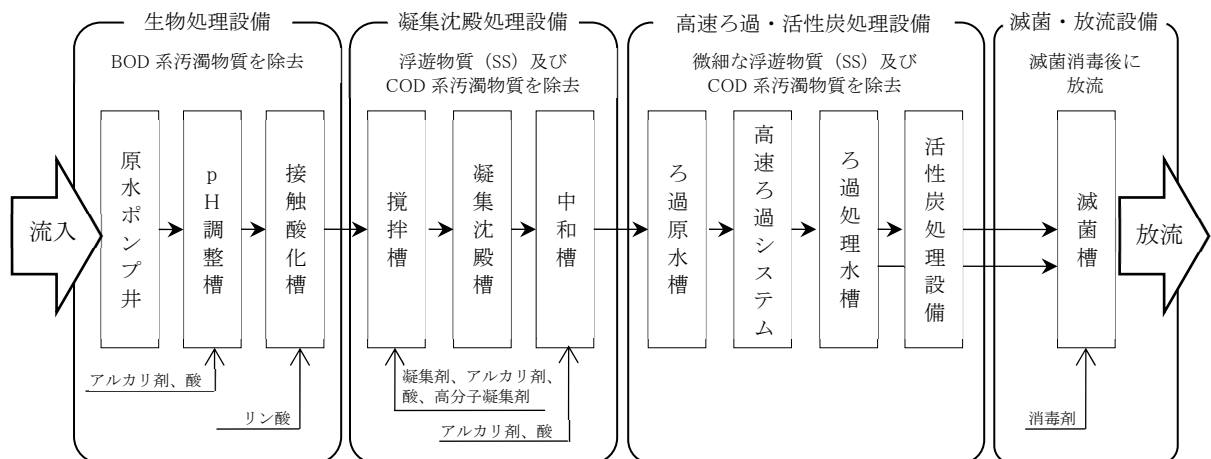 生物処理設備
BOD 系汚濁物質を除去
凝集沈殿処理設備
浮遊物質（SS）及び
COD 系汚濁物質を除去
高速ろ過・活性炭処理設備
微細な浮遊物質（SS）及び
COD 系汚濁物質を除去
滅菌・放流設備
滅菌消毒後に
放流
流入
原水ポンプ井
pH調整槽
接触酸化槽
撹拌槽
凝集沈殿槽
中和槽
ろ過原水槽
高速ろ過システム
ろ過処理水槽
活性炭処理設備
滅菌槽
放流
アルカリ剤、酸
リン酸
凝集剤、アルカリ剤、
酸、高分子凝集剤
アルカリ剤、酸
消毒剤